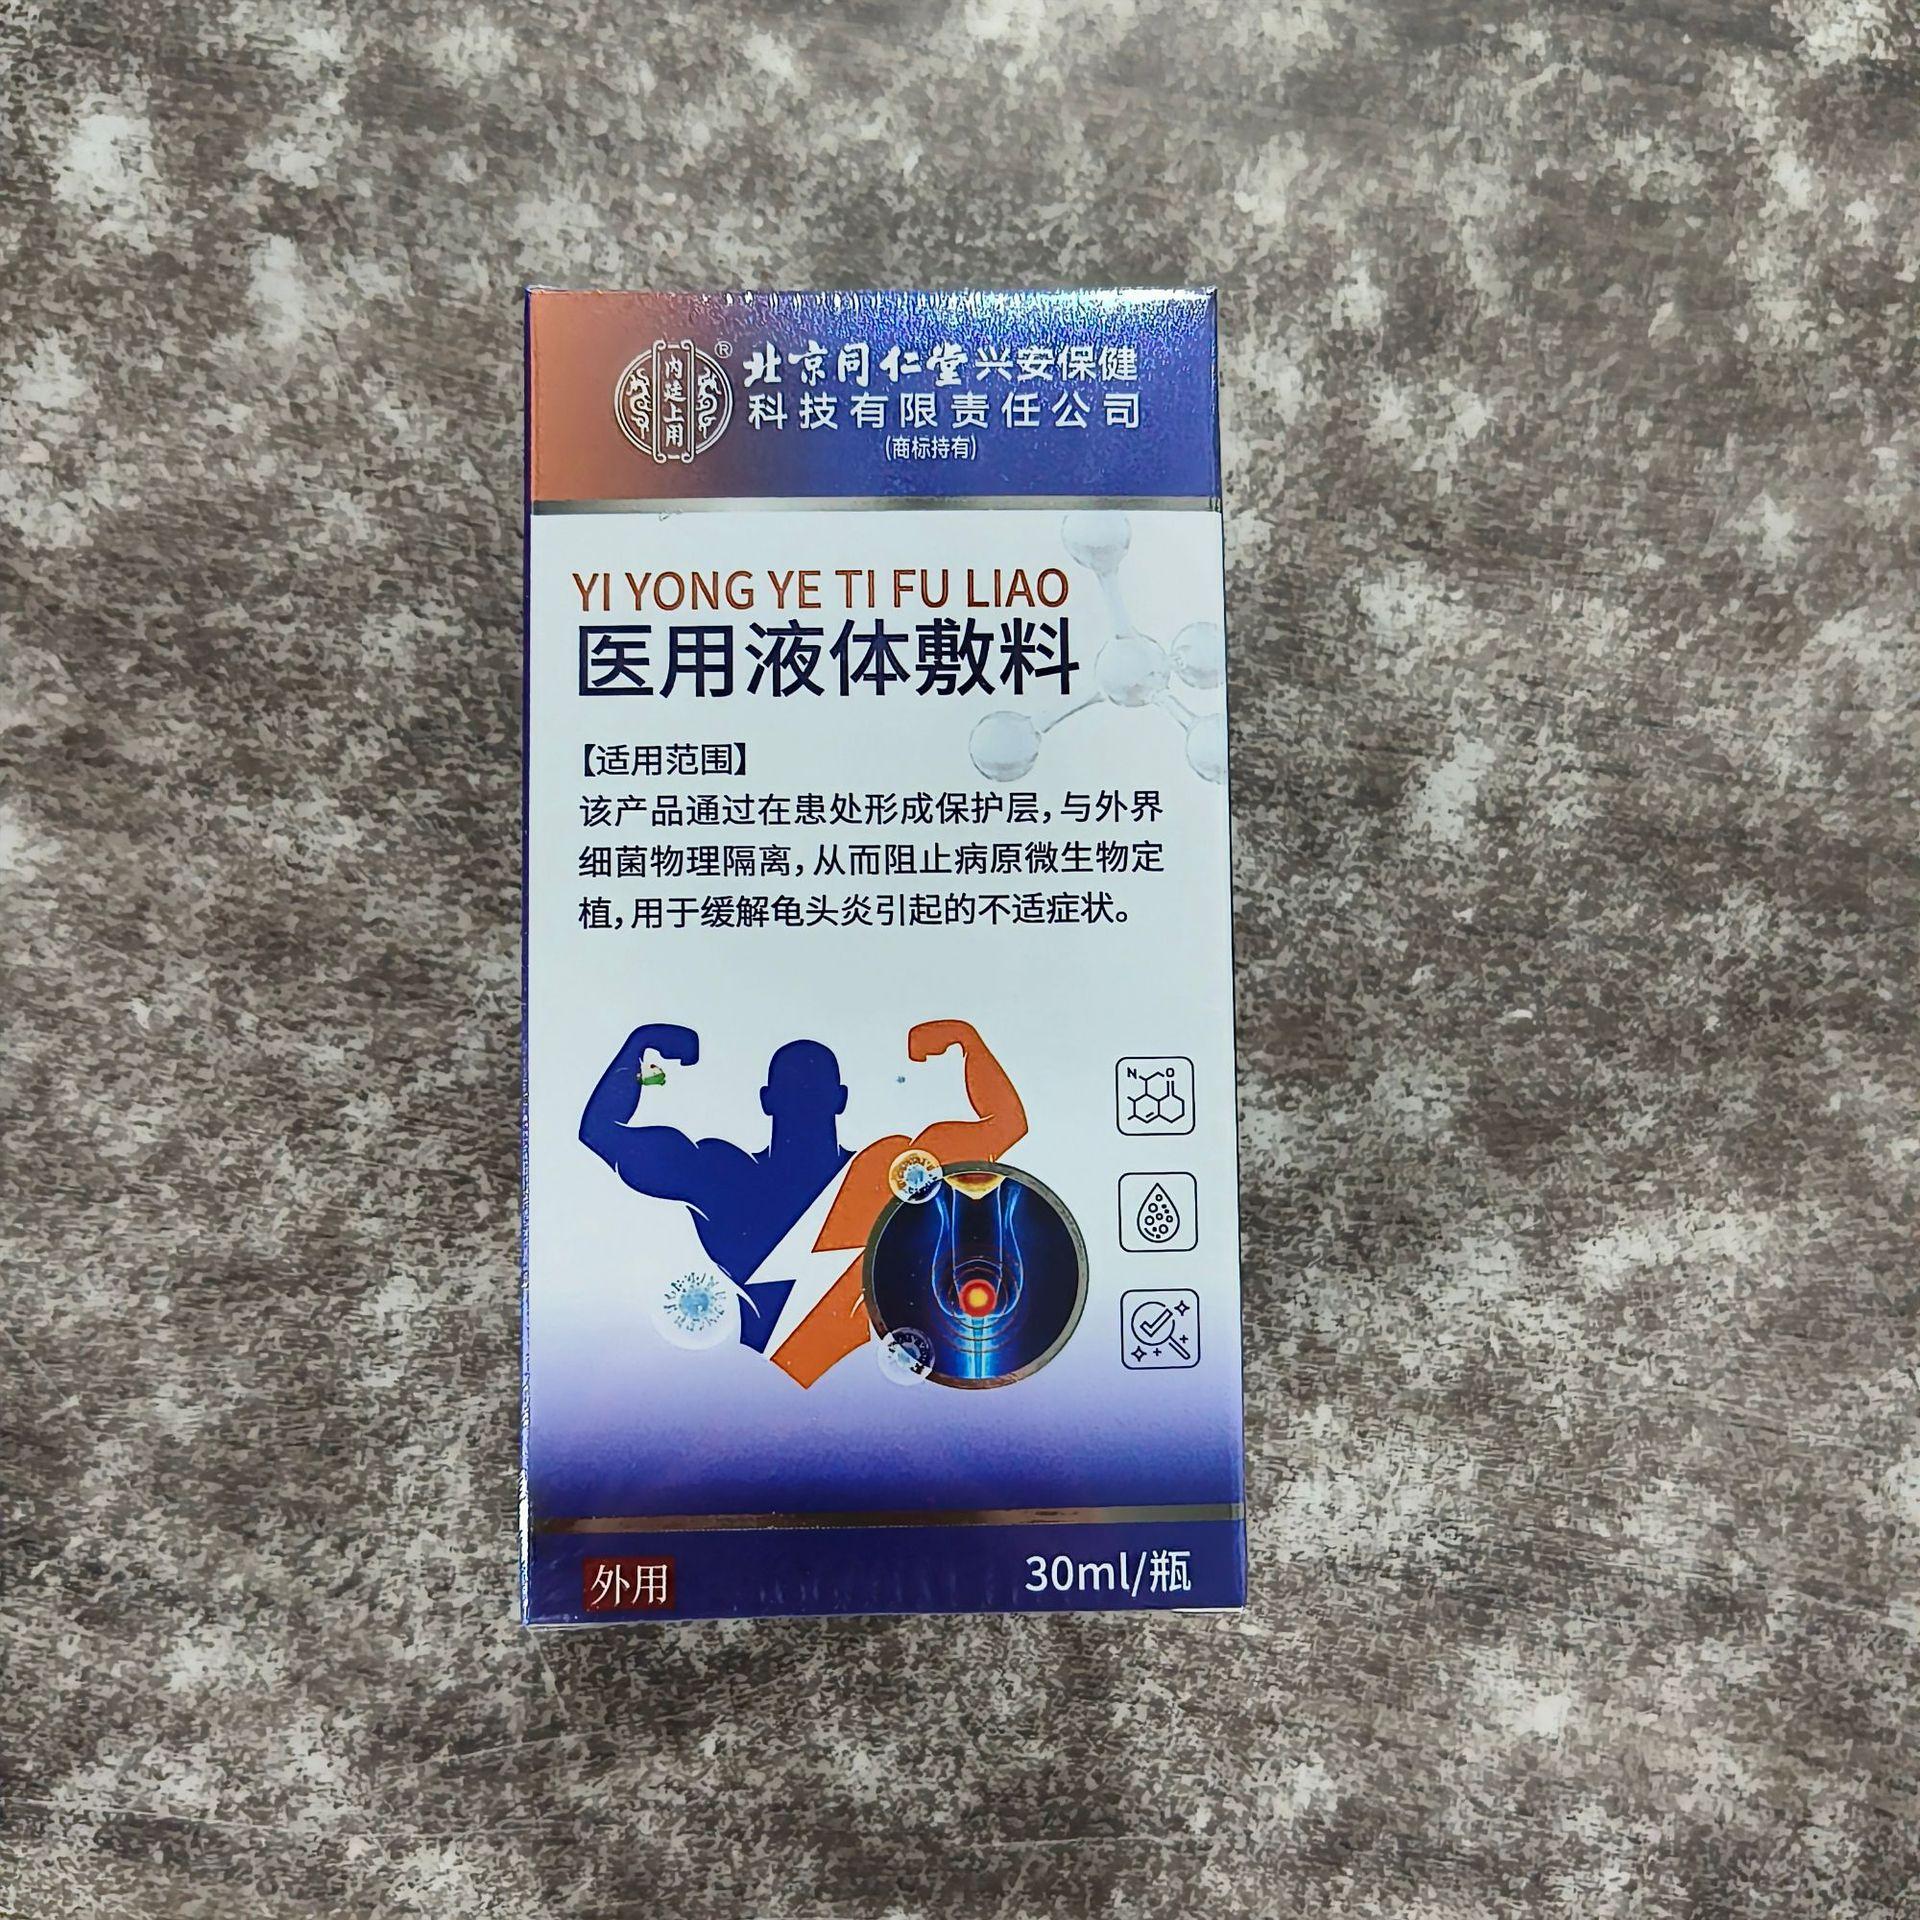 内廷上用
®
北京同仁堂兴安保健
科技有限责任公司
(商标持有)
YI YONG YE TI FU LIAO
医用液体敷料
【适用范围】
该产品通过在患处形成保护层,与外界
细菌物理隔离,从而阻止病原微生物定
植,用于缓解龟头炎引起的不适症状。
N O
外用
30ml/瓶